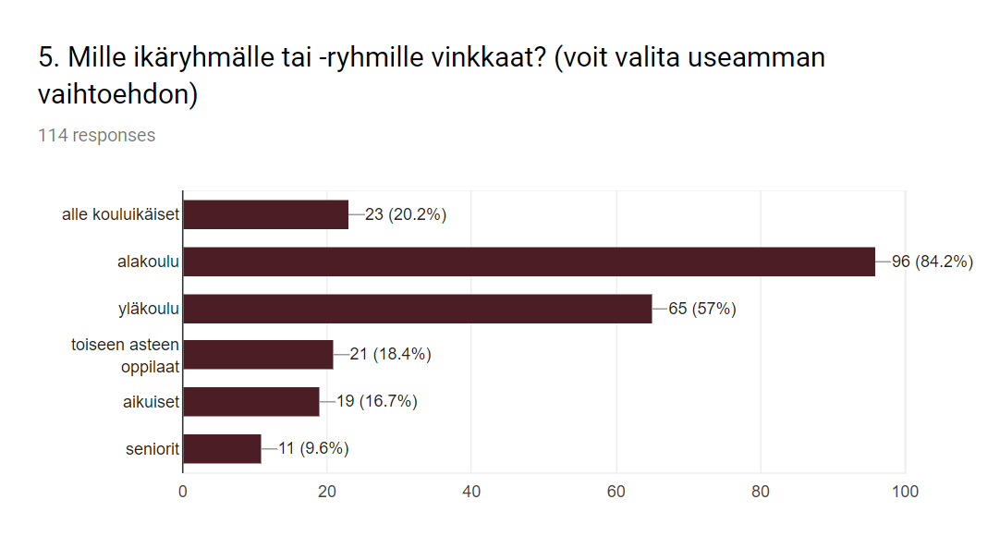 5. Mille ikäryhmälle tai -ryhmille vinkkaat? (voit valita useamman
vaihtoehdon)
114 responses
alle kouluikäiset 23 (20.2%)
alakoulu 96 (84.2%)
yläkoulu 65 (57%)
toiseen asteen
oppilaat 21 (18.4%)
aikuiset 19 (16.7%)
seniorit 11 (9.6%)
0 20 40 60 80 100